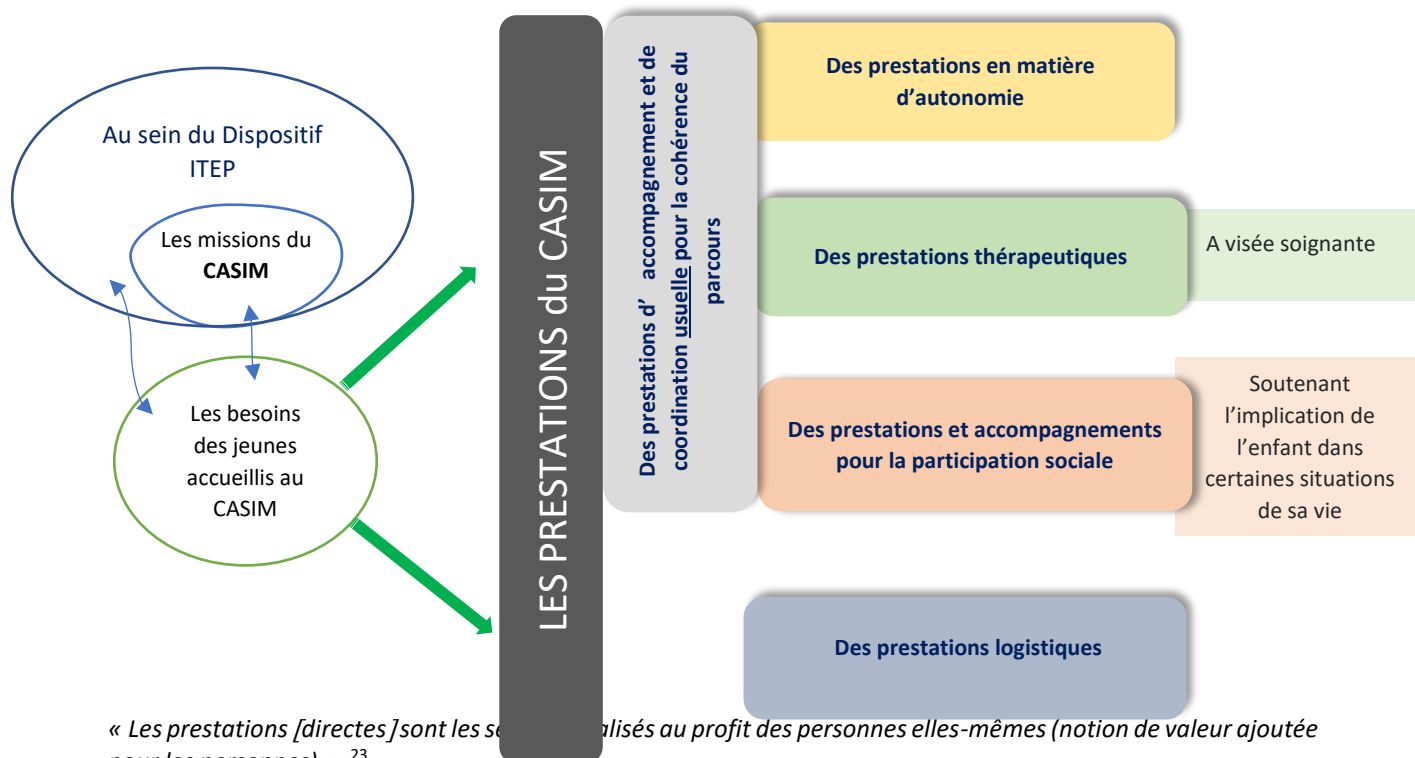 Au sein du Dispositif
ITEP
Les missions du
CASIM
Les besoins
des jeunes
accueillis au
CASIM
LES PRESTATIONS du CASIM
Des prestations d’ accompagnement et de
coordination usuelle pour la cohérence du
parcours
Des prestations en matière
d’autonomie
Des prestations thérapeutiques
A visée soignante
Des prestations et accompagnements
pour la participation sociale
Soutenant
l’implication de
l’enfant dans
certaines situations
de sa vie
Des prestations logistiques
« Les prestations [directes]sont les alisés au profit des personnes elles-mêmes (notion de valeur ajoutée
23